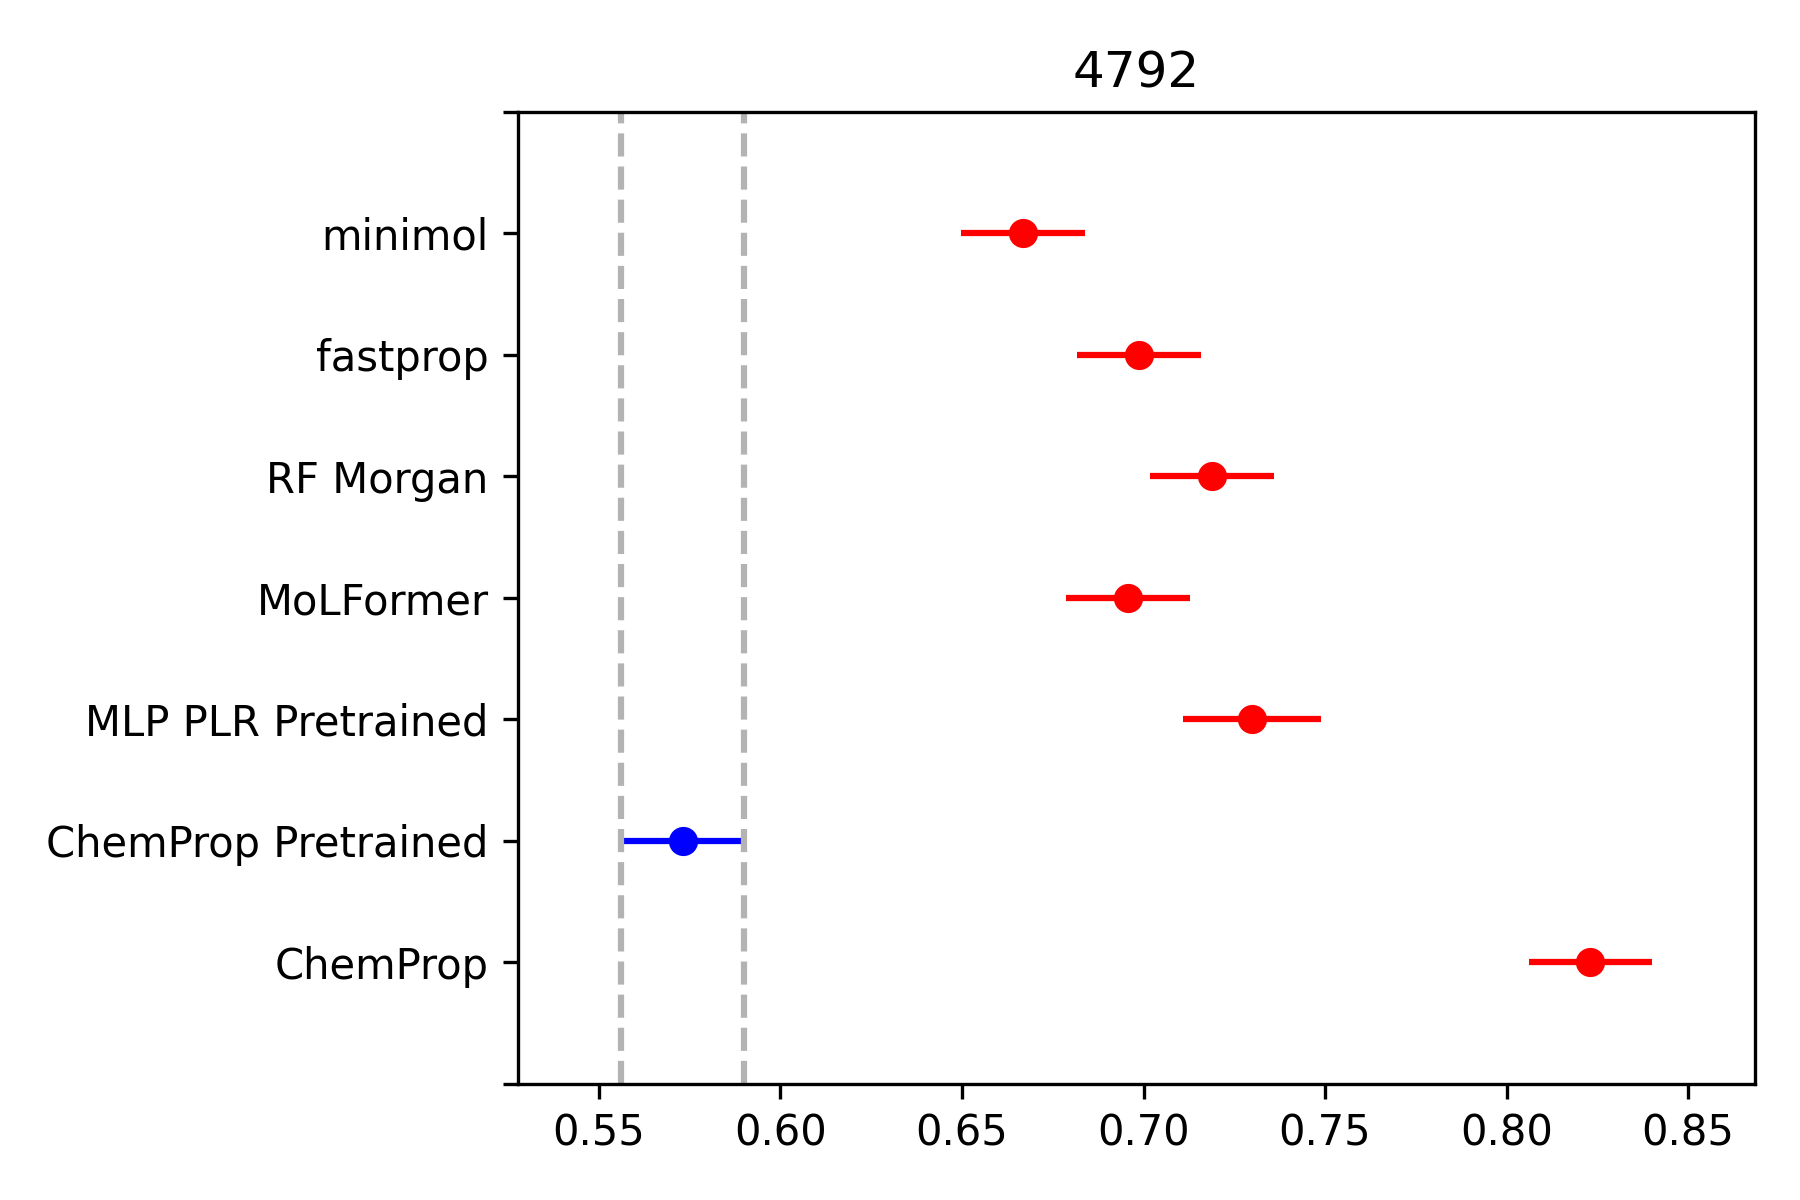 4792
minimol
fastprop
RF Morgan
MoLFormer
MLP PLR Pretrained
ChemProp Pretrained
ChemProp
0.55 0.60 0.65 0.70 0.75 0.80 0.85